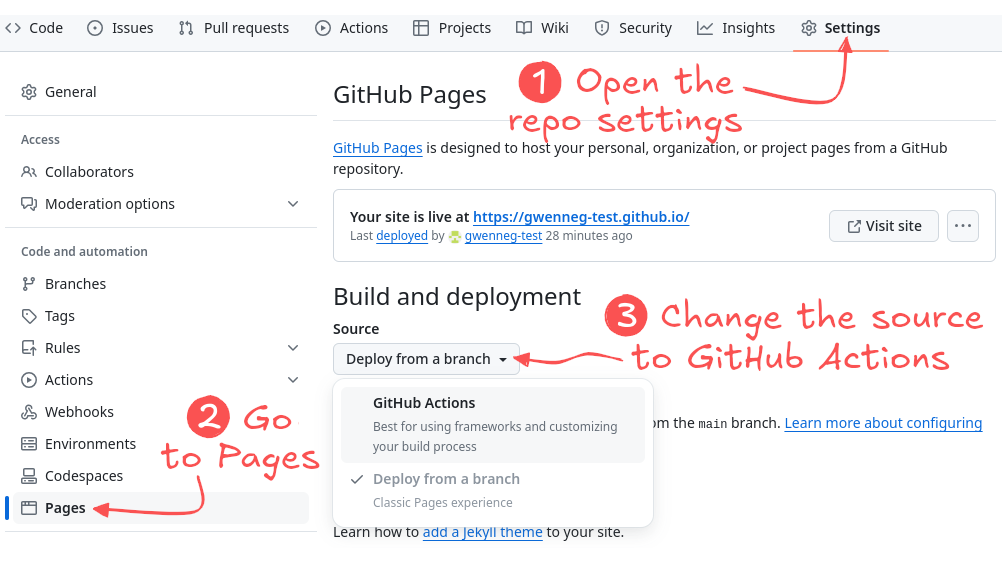 Code
Issues
Pull requests
Actions
Projects
Wiki
Security
Insights
Settings
General
Access
Collaborators
Moderation options
Code and automation
Branches
Tags
Rules
Actions
Webhooks
Environments
Codespaces
Pages
2 Go
to Pages
GitHub Pages
1 Open the
repo settings
GitHub Pages is designed to host your personal, organization, or project pages from a GitHub
repository.
Your site is live at https://gwenneg-test.github.io/
Last deployed by gwenneg-test 28 minutes ago
Visit site
Build and deployment
Source
Deploy from a branch
3 Change the source
to GitHub Actions
GitHub Actions
Best for using frameworks and customizing
your build process
Deploy from a branch
Classic Pages experience
the main branch. Learn more about configuring
Learn how to add a Jekyll theme to your site.